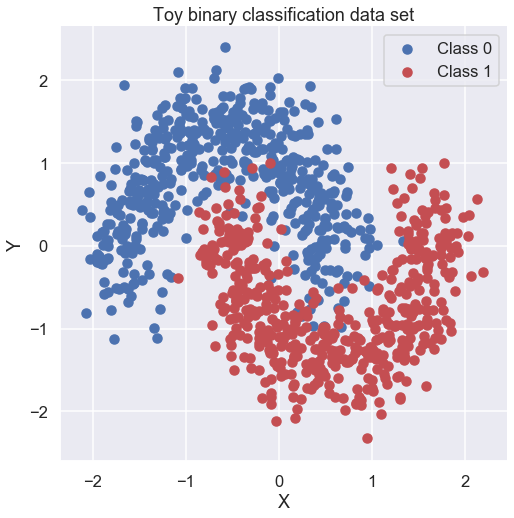 Toy binary classification data set
Class 0
Class 1
2
1
0
−1
−2
Y
−2 −1 0 1 2
X